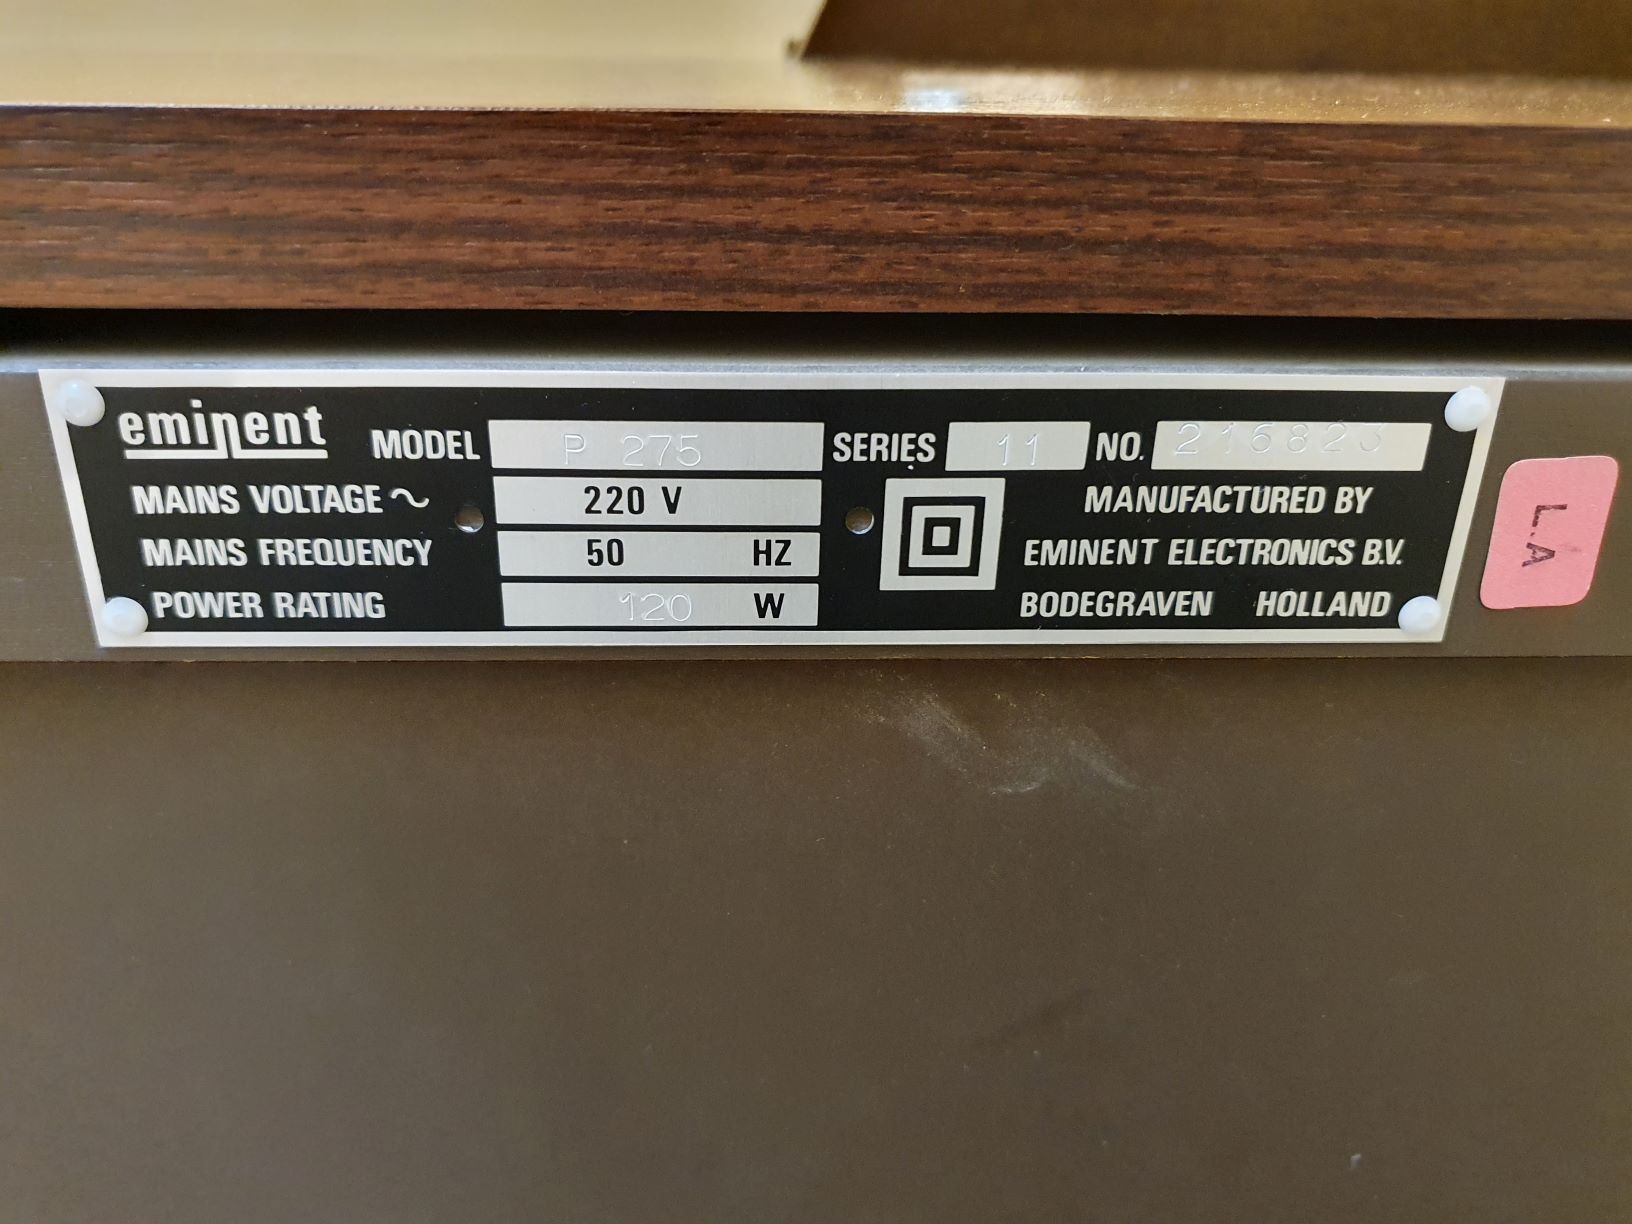 eminent MODEL P 275 SERIES 11 NO. 216823
MAINS VOLTAGE ~ 220 V
MAINS FREQUENCY 50 HZ
POWER RATING 120 W
MANUFACTURED BY
EMINENT ELECTRONICS B.V.
BODEGRAVEN HOLLAND
L.A